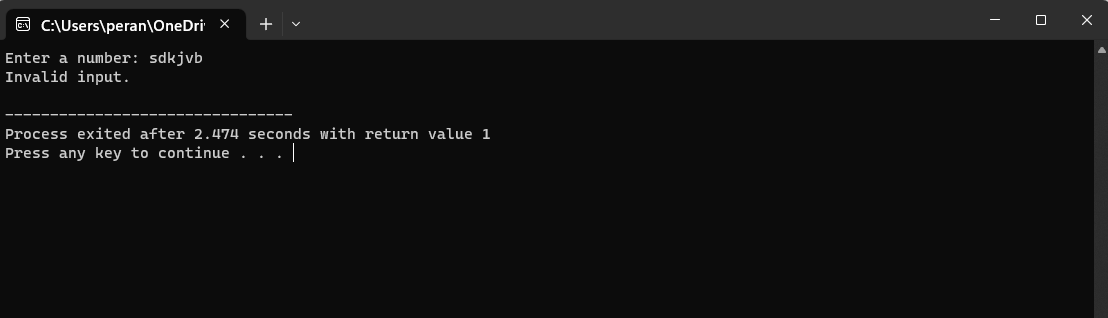 C:\Users\peran\OneDri
Enter a number: sdkjvb
Invalid input.
--------------------------------
Process exited after 2.474 seconds with return value 1
Press any key to continue . . .